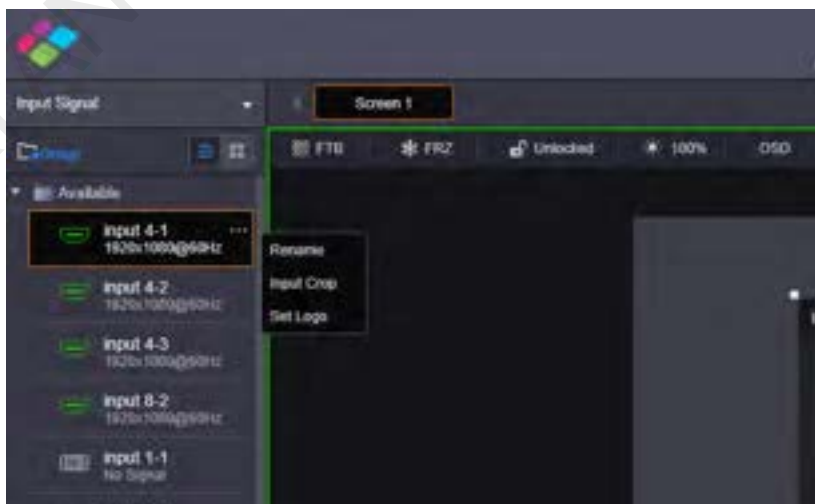 Input Signal
Screen 1
Group
FTB
FRZ
Unlocked
100%
OSD
Available
input 4-1
1920x1080@60Hz
Rename
Input Crop
Set Logo
input 4-2
1920x1080@60Hz
input 4-3
1920x1080@60Hz
input 8-2
1920x1080@60Hz
input 1-1
No Signal